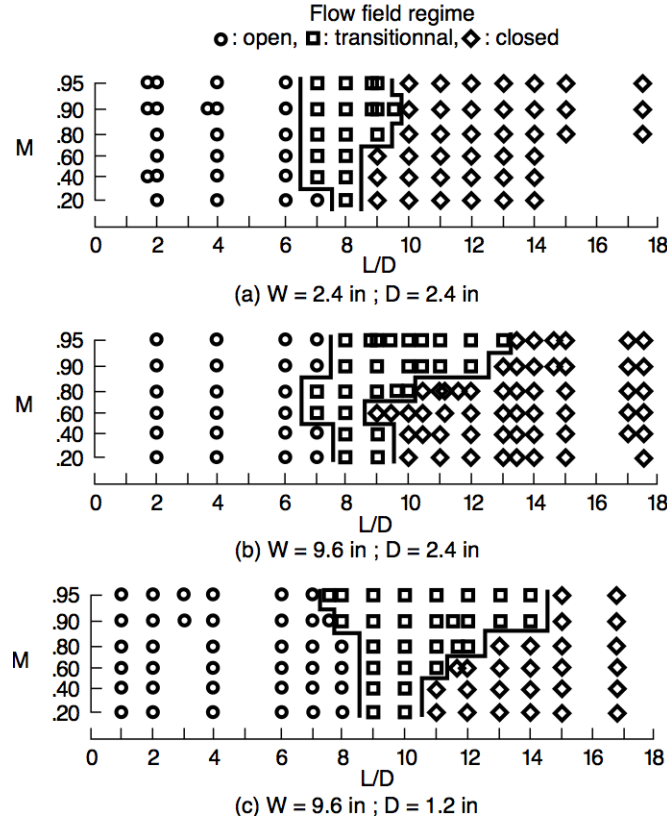 Flow field regime
: open, : transitionnal, : closed
.95
.90
.80
M
.60
.40
.20
0 2 4 6 8 10 12 14 16 18
L/D
(a) W = 2.4 in ; D = 2.4 in
.95
.90
.80
M
.60
.40
.20
0 2 4 6 8 10 12 14 16 18
L/D
(b) W = 9.6 in ; D = 2.4 in
.95
.90
.80
M
.60
.40
.20
0 2 4 6 8 10 12 14 16 18
L/D
(c) W = 9.6 in ; D = 1.2 in